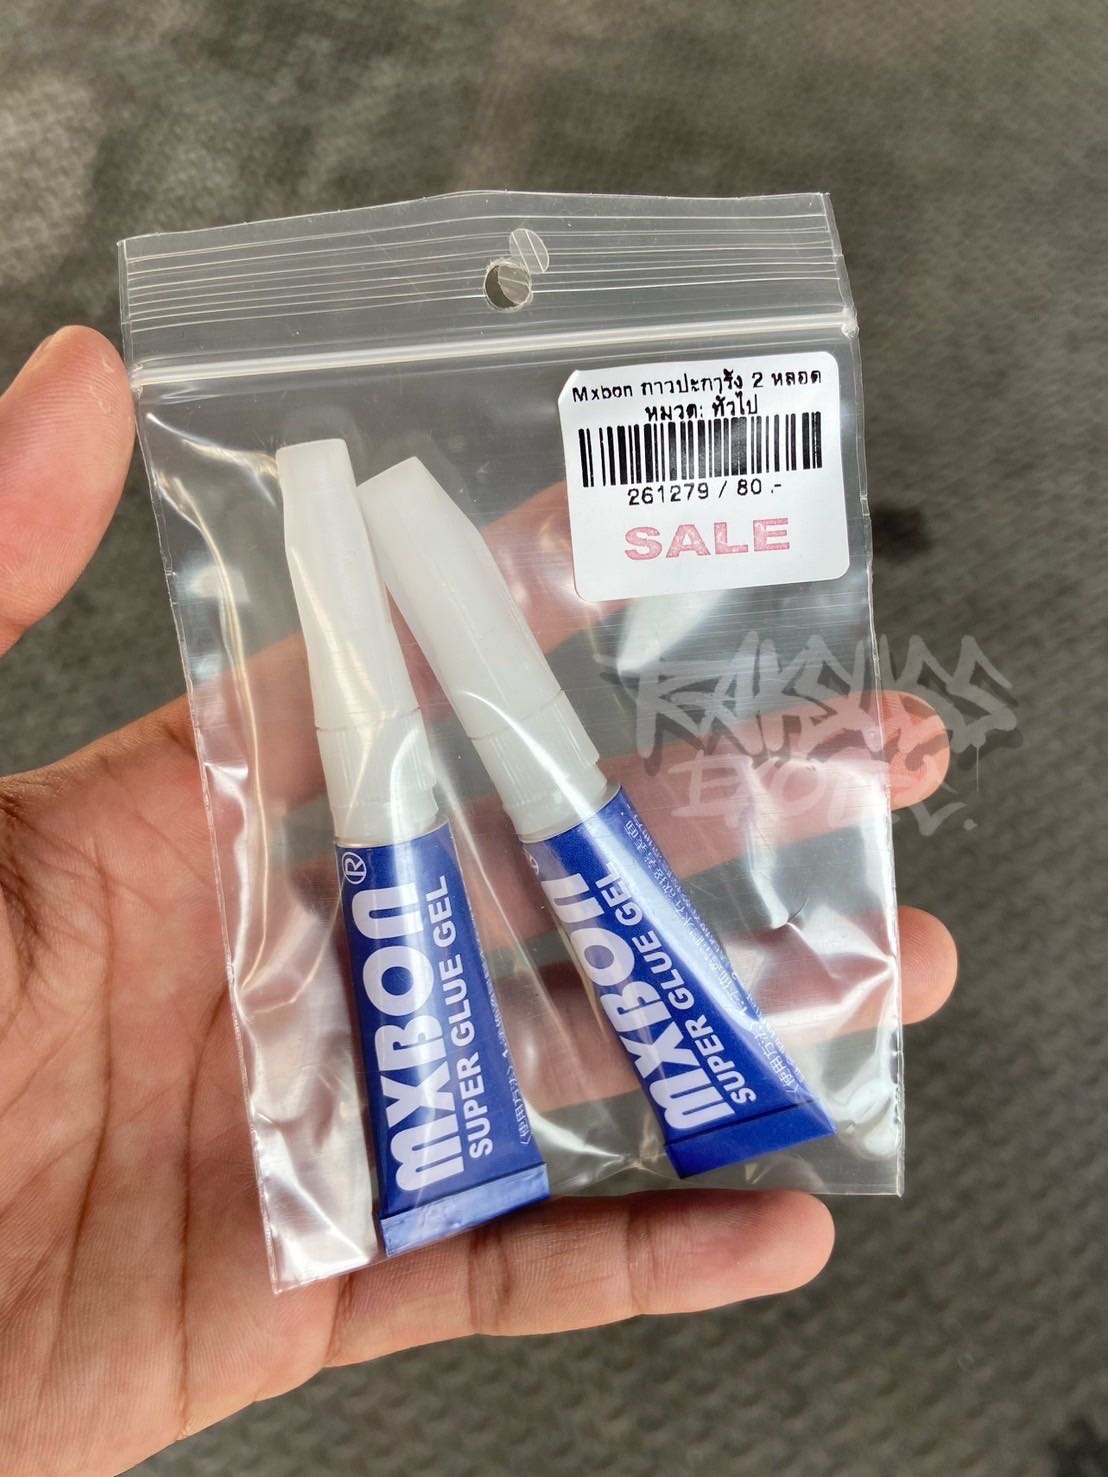 Mxbon กาวปะการัง 2 หลอด
หมวด: ทั่วไป
261279 / 80.-
SALE
MXBON®
SUPER GLUE GEL
MXBON®
SUPER GLUE GEL